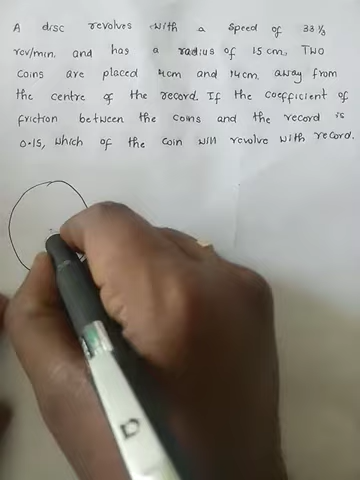 A disc revolves with a speed of 33 1/3
rev/min. and has a radius of 15 cm. Two
coins are placed 4cm and 14cm away from
the centre of the record. If the coefficient of
friction between the coins and the record is
0.15, which of the coin will revolve with record.